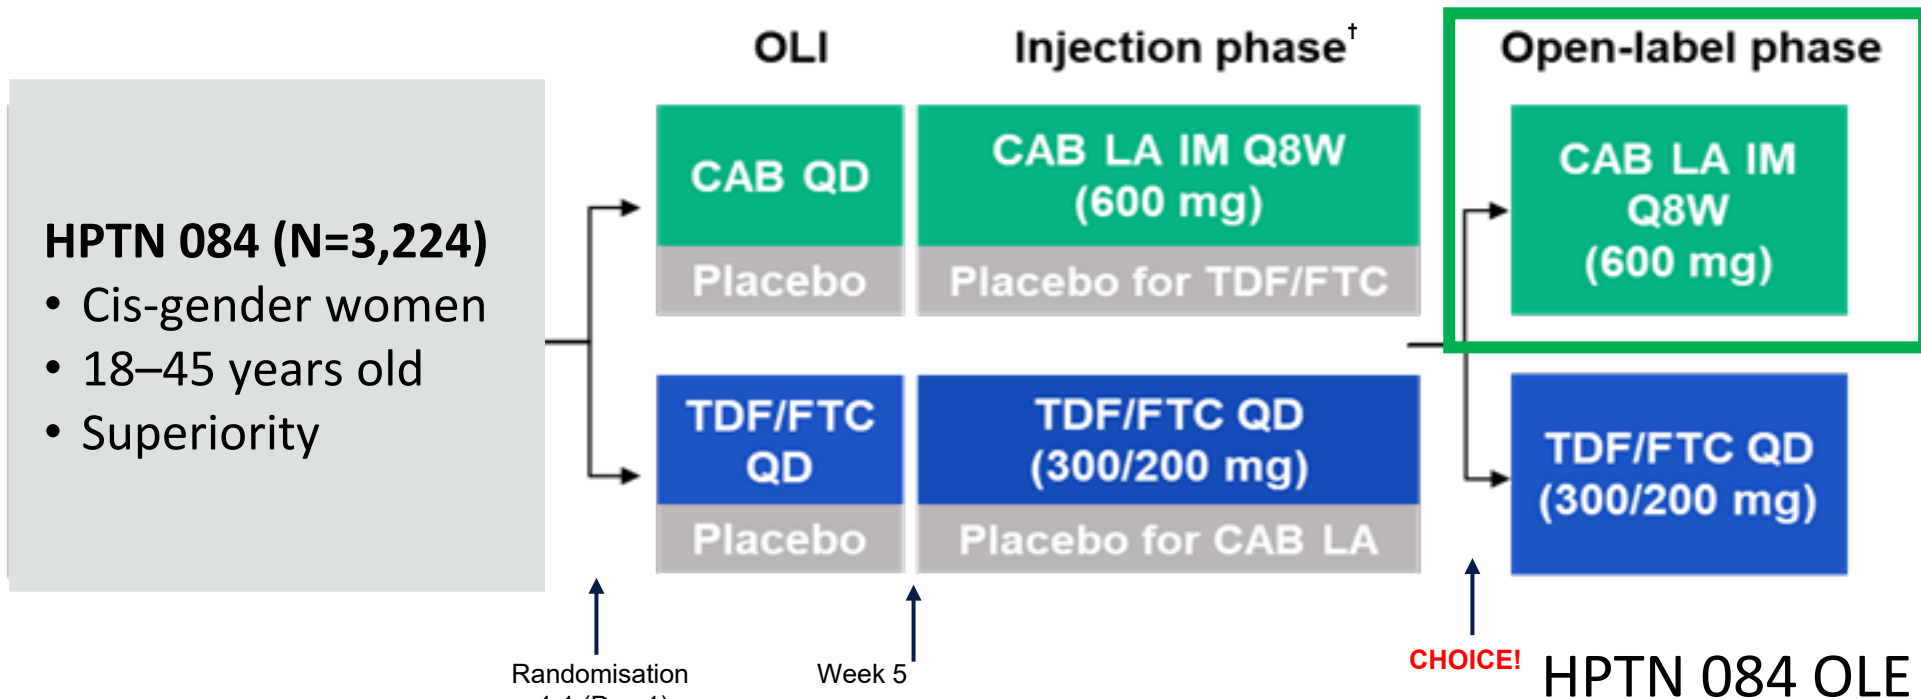 OLI
Injection phase†
Open-label phase
HPTN 084 (N=3,224)
• Cis-gender women
• 18–45 years old
• Superiority
CAB QD
Placebo
CAB LA IM Q8W
(600 mg)
Placebo for TDF/FTC
CAB LA IM
Q8W
(600 mg)
TDF/FTC
QD
Placebo
TDF/FTC QD
(300/200 mg)
Placebo for CAB LA
TDF/FTC QD
(300/200 mg)
Randomisation
Week 5
CHOICE!
HPTN 084 OLE